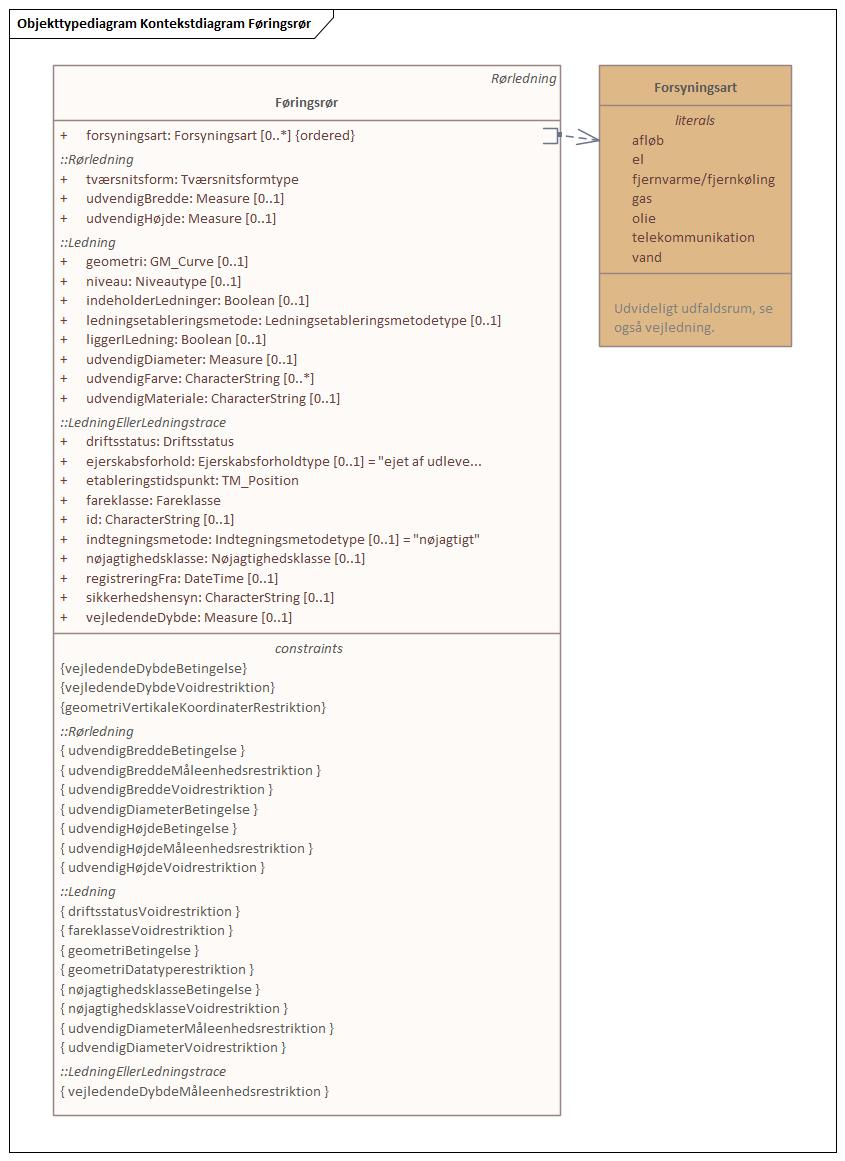 Objekttypediagram Kontekstdiagram Føringsrør
Rørledning
Føringsrør
+ forsyningsart: Forsyningsart [0..*] {ordered}
::Rørledning
+ tværsnitsform: Tværsnitsformtype
+ udvendigBredde: Measure [0..1]
+ udvendigHøjde: Measure [0..1]
::Ledning
+ geometri: GM_Curve [0..1]
+ niveau: Niveautype [0..1]
+ indeholderLedninger: Boolean [0..1]
+ ledningsetableringsmetode: Ledningsetableringsmetodetype [0..1]
+ liggerILedning: Boolean [0..1]
+ udvendigDiameter: Measure [0..1]
+ udvendigFarve: CharacterString [0..*]
+ udvendigMateriale: CharacterString [0..1]
::LedningEllerLedningstrace
+ driftsstatus: Driftsstatus
+ ejerskabsforhold: Ejerskabsforholdtype [0..1] = "ejet af udleve...
+ etableringstidspunkt: TM_Position
+ fareklasse: Fareklasse
+ id: CharacterString [0..1]
+ indtegningsmetode: Indtegningsmetodetype [0..1] = "nøjagtigt"
+ nøjagtighedsklasse: Nøjagtighedsklasse [0..1]
+ registreringFra: DateTime [0..1]
+ sikkerhedshensyn: CharacterString [0..1]
+ vejledendeDybde: Measure [0..1]
constraints
{vejledendeDybdeBetingelse}
{vejledendeDybdeVoidrestriktion}
{geometriVertikaleKoordinaterRestriktion}
::Rørledning
{ udvendigBreddeBetingelse }
{ udvendigBreddeMåleenhedsrestriktion }
{ udvendigBreddeVoidrestriktion }
{ udvendigDiameterBetingelse }
{ udvendigHøjdeBetingelse }
{ udvendigHøjdeMåleenhedsrestriktion }
{ udvendigHøjdeVoidrestriktion }
::Ledning
{ driftsstatusVoidrestriktion }
{ fareklasseVoidrestriktion }
{ geometriBetingelse }
{ geometriDatatyperestriktion }
{ nøjagtighedsklasseBetingelse }
{ nøjagtighedsklasseVoidrestriktion }
{ udvendigDiameterMåleenhedsrestriktion }
{ udvendigDiameterVoidrestriktion }
::LedningEllerLedningstrace
{ vejledendeDybdeMåleenhedsrestriktion }
Forsyningsart
literals
afløb
el
fjernvarme/fjernkøling
gas
olie
telekommunikation
vand
Udvideligt udfaldsrum, se
også vejledning.